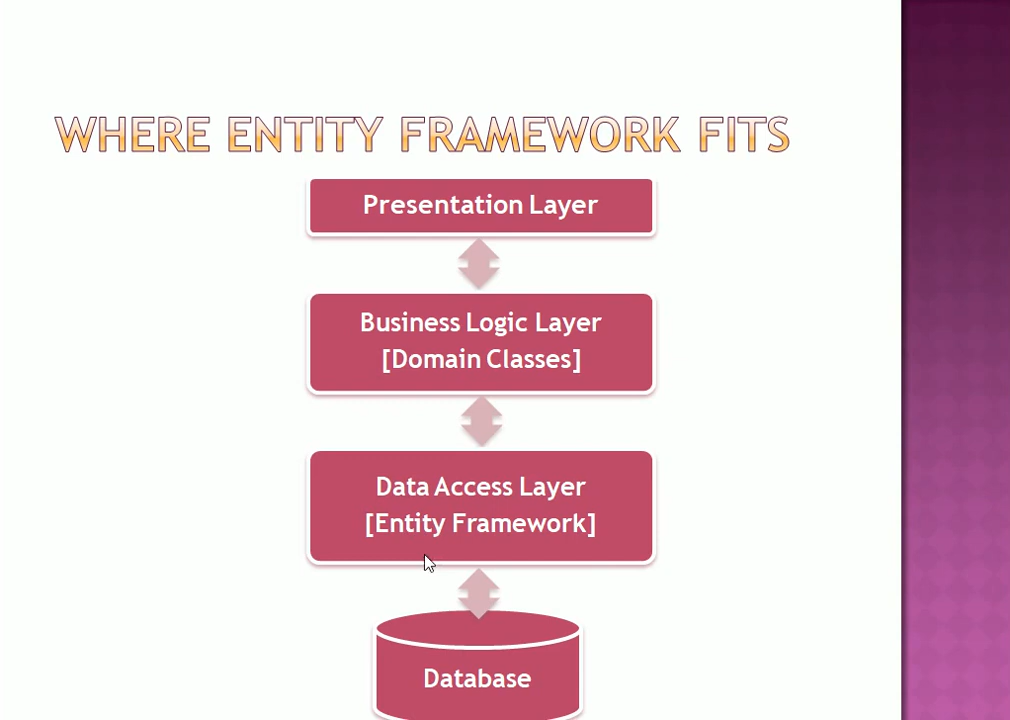 WHERE ENTITY FRAMEWORK FITS
Presentation Layer
Business Logic Layer
[Domain Classes]
Data Access Layer
[Entity Framework]
Database